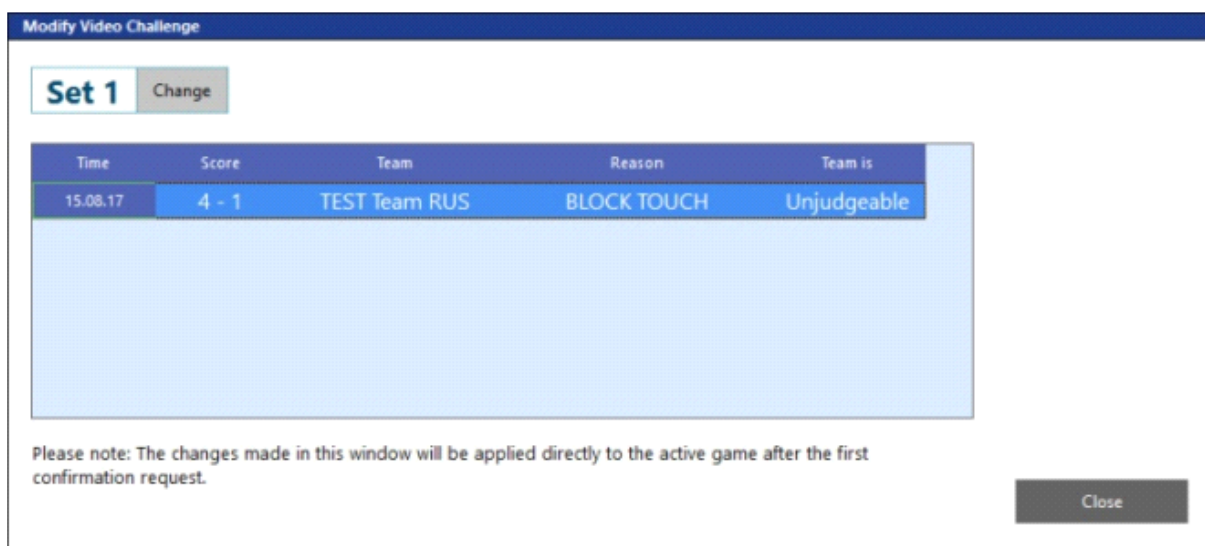 Modify Video Challenge
Set 1 Change
Time Score Team Reason Team is
15.08.17 4 - 1 TEST Team RUS BLOCK TOUCH Unjudgeable
Please note: The changes made in this window will be applied directly to the active game after the first
confirmation request.
Close